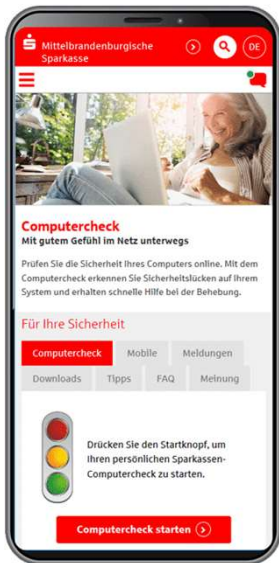 Mittelbrandenburgische
Sparkasse
DE
Computercheck
Mit gutem Gefühl im Netz unterwegs
Prüfen Sie die Sicherheit Ihres Computers online. Mit dem
Computercheck erkennen Sie Sicherheitslücken auf Ihrem
System und erhalten schnelle Hilfe bei der Behebung.
Für Ihre Sicherheit
Computercheck Mobile Meldungen
Downloads Tipps FAQ Meinung
Drücken Sie den Startknopf, um
Ihren persönlichen Sparkassen-
Computercheck zu starten.
Computercheck starten